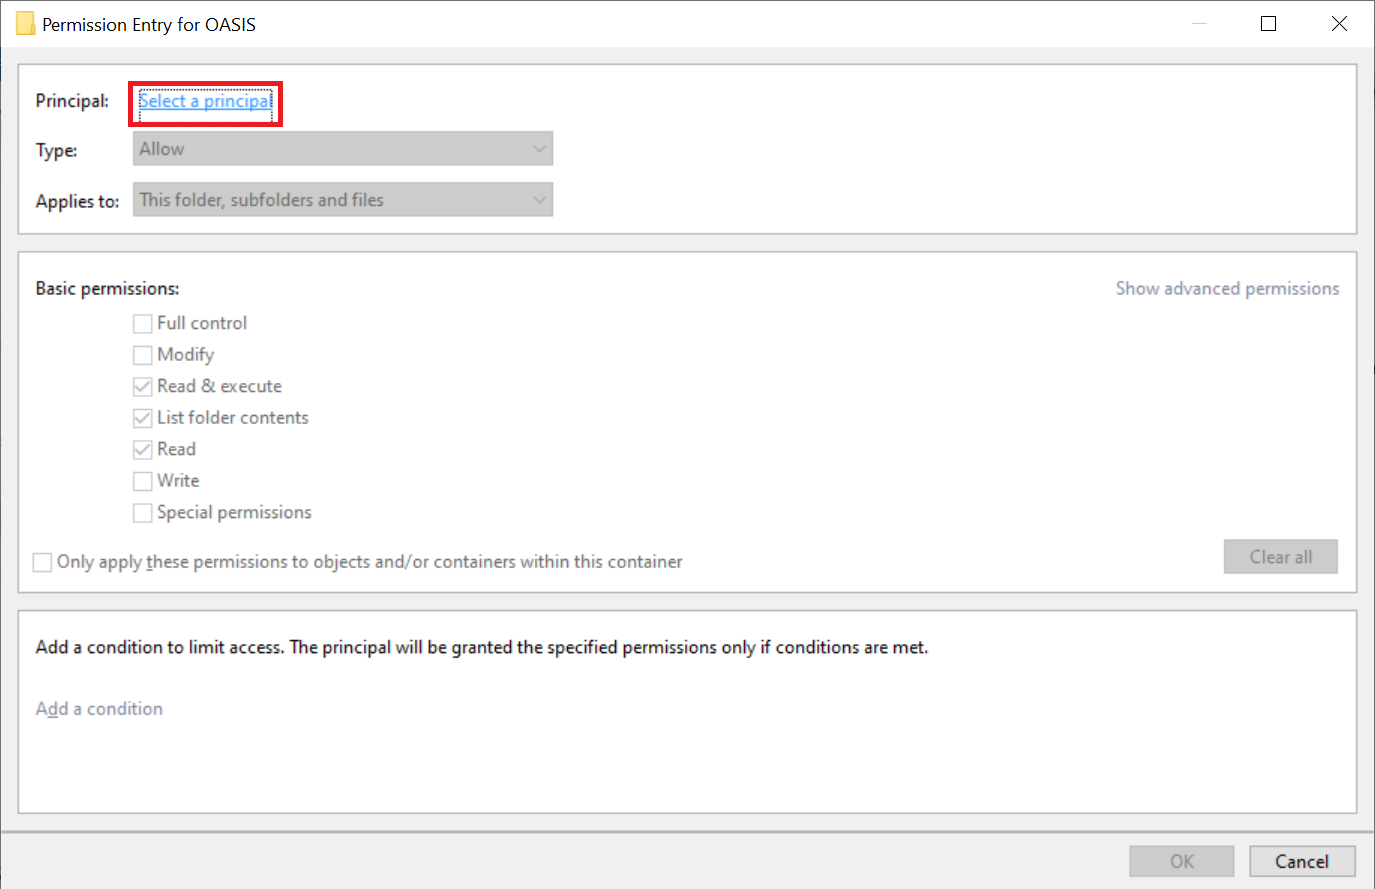 Permission Entry for OASIS
Principal: Select a principal
Type: Allow
Applies to: This folder, subfolders and files
Basic permissions: Show advanced permissions
Full control
Modify
Read & execute
List folder contents
Read
Write
Special permissions
Only apply these permissions to objects and/or containers within this container Clear all
Add a condition to limit access. The principal will be granted the specified permissions only if conditions are met.
Add a condition
OK Cancel